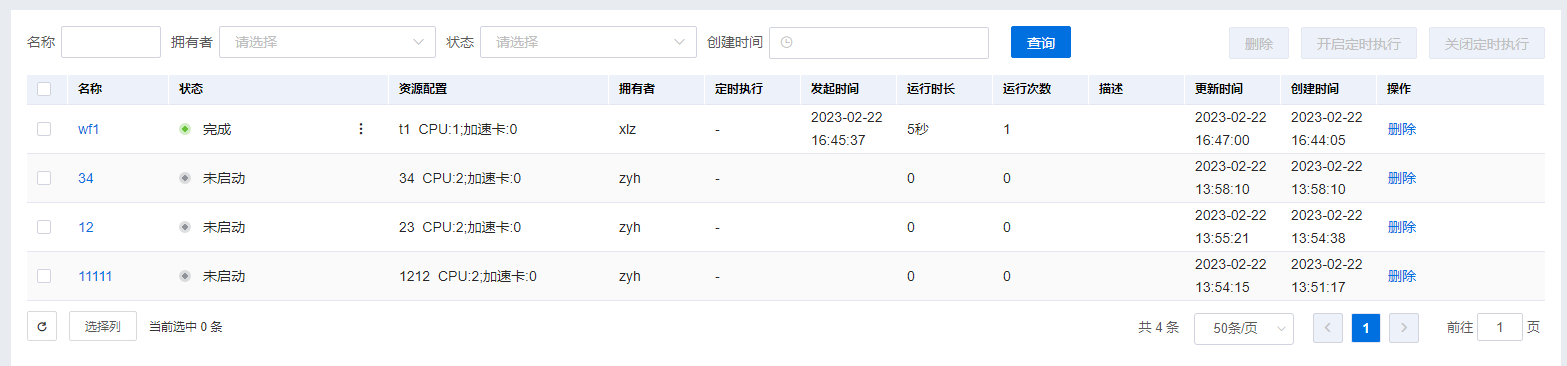 名称 拥有者 请选择 状态 请选择 创建时间 查询 删除 开启定时执行 关闭定时执行
名称 状态 资源配置 拥有者 定时执行 发起时间 运行时长 运行次数 描述 更新时间 创建时间 操作
wf1 完成 t1 CPU:1;加速卡:0 xlz - 2023-02-22 16:45:37 5秒 1 2023-02-22 16:47:00 2023-02-22 16:44:05 删除
34 未启动 34 CPU:2;加速卡:0 zyh - 0 0 2023-02-22 13:58:10 2023-02-22 13:58:10 删除
12 未启动 23 CPU:2;加速卡:0 zyh - 0 0 2023-02-22 13:55:21 2023-02-22 13:54:38 删除
11111 未启动 1212 CPU:2;加速卡:0 zyh - 0 0 2023-02-22 13:54:15 2023-02-22 13:51:17 删除
选择列 当前选中 0 条 共 4 条 50条/页 1 前往 1 页